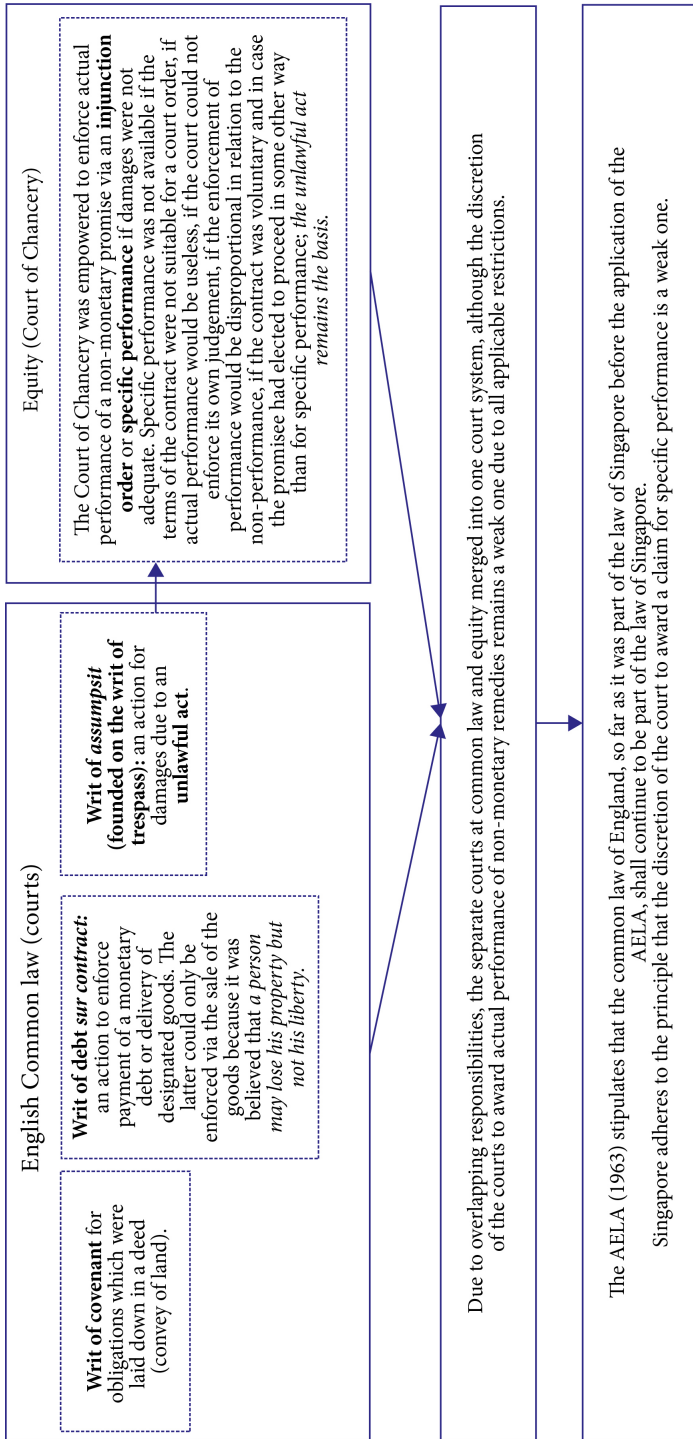 English Common law (courts)
Writ of covenant for
obligations which were
laid down in a deed
(convey of land).
Writ of debt sur contract:
an action to enforce
payment of a monetary
debt or delivery of
designated goods. The
latter could only be
enforced via the sale of the
goods because it was
believed that a person
may lose his property but
not his liberty.
Writ of assumpsit
(founded on the writ of
trespass): an action for
damages due to an
unlawful act.
Equity (Court of Chancery)
The Court of Chancery was empowered to enforce actual
performance of a non-monetary promise via an injunction
order or specific performance if damages were not
adequate. Specific performance was not available if the
terms of the contract were not suitable for a court order, if
actual performance would be useless, if the court could not
enforce its own judgement, if the enforcement of
performance would be disproportional in relation to the
non-performance, if the contract was voluntary and in case
the promisee had elected to proceed in some other way
than for specific performance; the unlawful act
remains the basis.
Due to overlapping responsibilities, the separate courts at common law and equity merged into one court system, although the discretion
of the courts to award actual performance of non-monetary remedies remains a weak one due to all applicable restrictions.
The AELA (1963) stipulates that the common law of England, so far as it was part of the law of Singapore before the application of the
AELA, shall continue to be part of the law of Singapore.
Singapore adheres to the principle that the discretion of the court to award a claim for specific performance is a weak one.